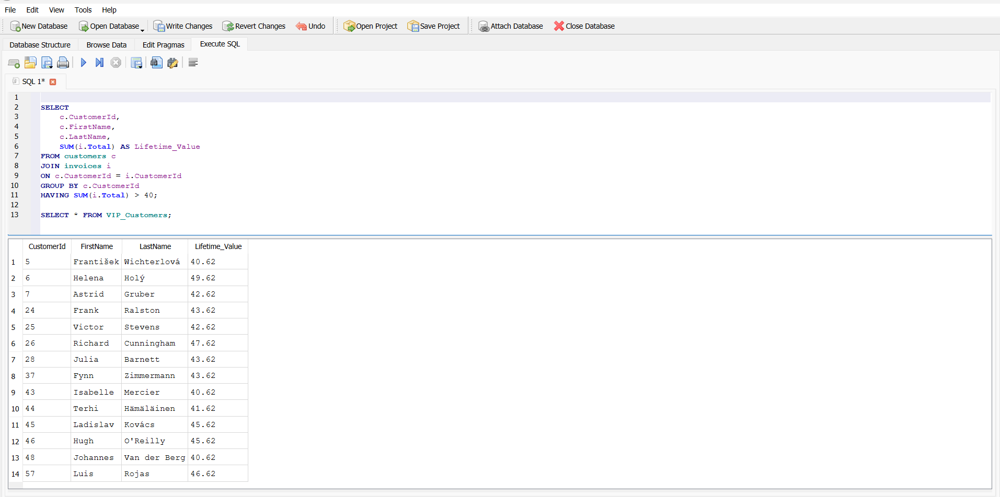 File Edit View Tools Help
New Database Open Database Write Changes Revert Changes Undo Open Project Save Project Attach Database Close Database
Database Structure Browse Data Edit Pragmas Execute SQL
SQL 1*
1
2 SELECT
3 c.CustomerId,
4 c.FirstName,
5 c.LastName,
6 SUM(i.Total) AS Lifetime_Value
7 FROM customers c
8 JOIN invoices i
9 ON c.CustomerId = i.CustomerId
10 GROUP BY c.CustomerId
11 HAVING SUM(i.Total) > 40;
12
13 SELECT * FROM VIP_Customers;
CustomerId FirstName LastName Lifetime_Value
1 5 František Wichterlová 40.62
2 6 Helena Holý 49.62
3 7 Astrid Gruber 42.62
4 24 Frank Ralston 43.62
5 25 Victor Stevens 42.62
6 26 Richard Cunningham 47.62
7 28 Julia Barnett 43.62
8 37 Fynn Zimmermann 43.62
9 43 Isabelle Mercier 40.62
10 44 Terhi Hämäläinen 41.62
11 45 Ladislav Kovács 45.62
12 46 Hugh O'Reilly 45.62
13 48 Johannes Van der Berg 40.62
14 57 Luis Rojas 46.62